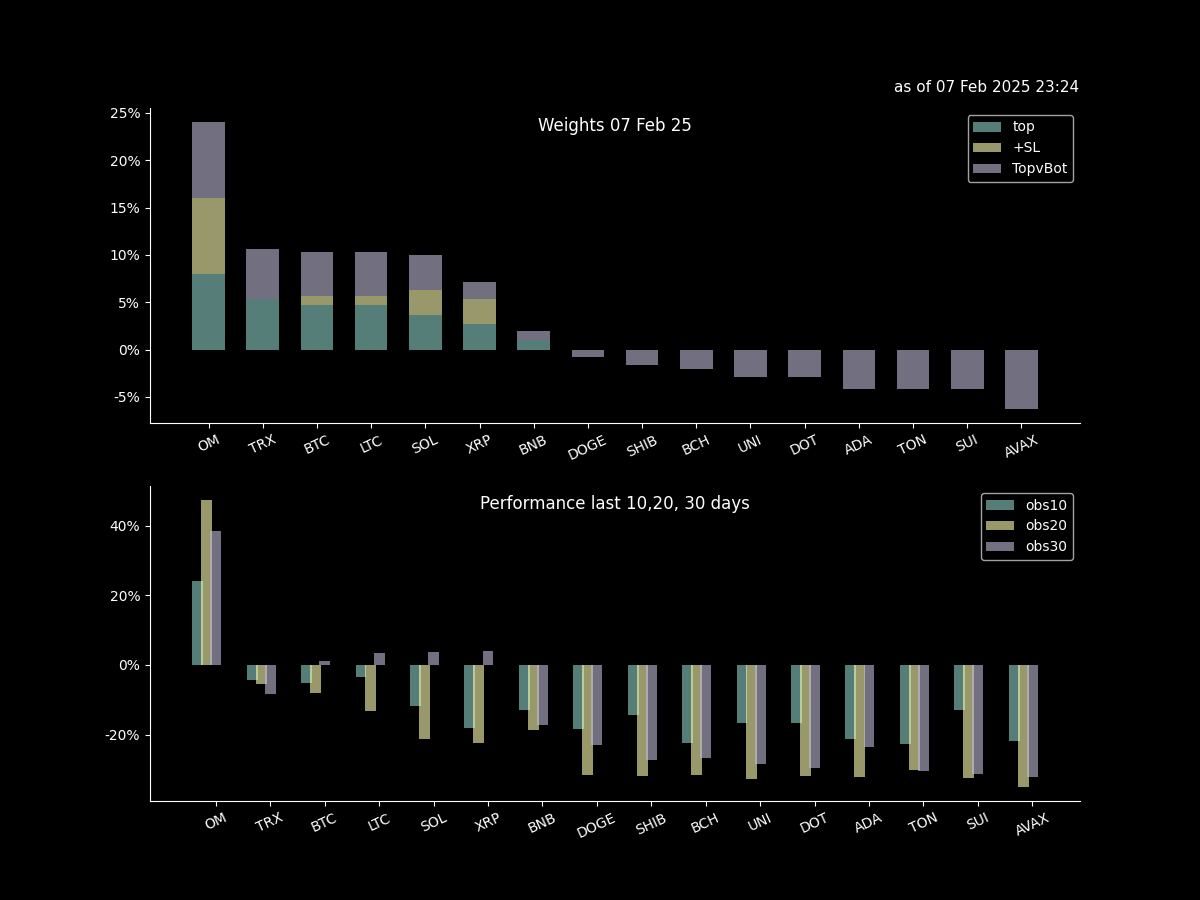 as of 07 Feb 2025 23:24
Weights 07 Feb 25
top
+SL
TopvBot
25%
20%
15%
10%
5%
0%
-5%
OM TRX BTC LTC SOL XRP BNB DOGE SHIB BCH UNI DOT ADA TON SUI AVAX
Performance last 10,20, 30 days
obs10
obs20
obs30
40%
20%
0%
-20%
OM TRX BTC LTC SOL XRP BNB DOGE SHIB BCH UNI DOT ADA TON SUI AVAX